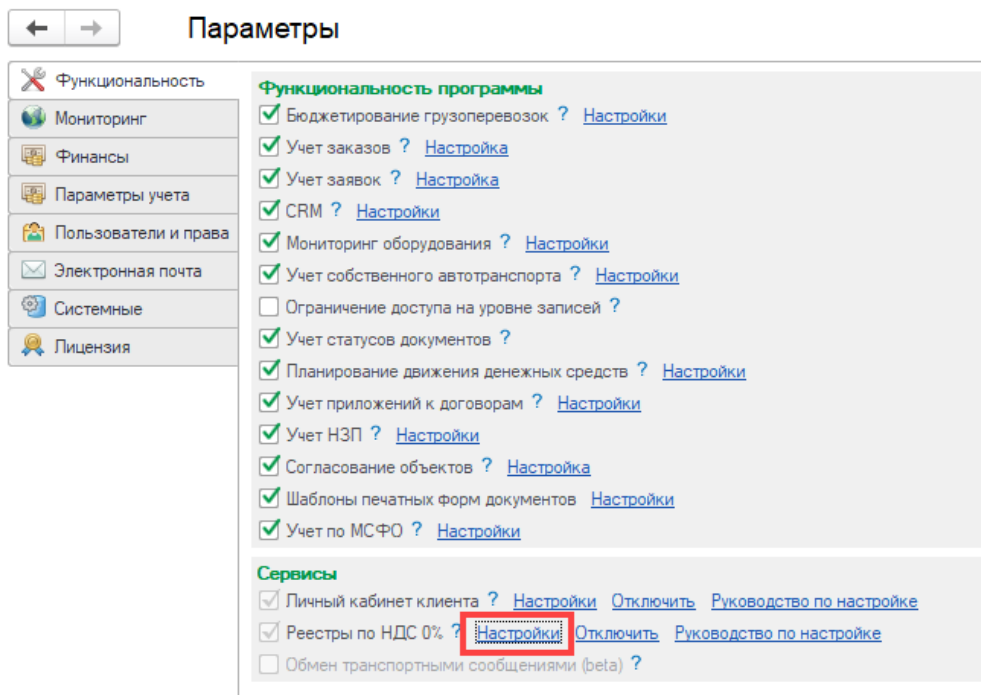 Параметры
Функциональность
Мониторинг
Финансы
Параметры учета
Пользователи и права
Электронная почта
Системные
Лицензия
Функциональность программы
Бюджетирование грузоперевозок ? Настройки
Учет заказов ? Настройка
Учет заявок ? Настройка
CRM ? Настройки
Мониторинг оборудования ? Настройки
Учет собственного автотранспорта ? Настройки
Ограничение доступа на уровне записей ?
Учет статусов документов ?
Планирование движения денежных средств ? Настройки
Учет приложений к договорам ? Настройки
Учет НЗП ? Настройки
Согласование объектов ? Настройка
Шаблоны печатных форм документов Настройки
Учет по МСФО ? Настройки
Сервисы
Личный кабинет клиента ? Настройки Отключить Руководство по настройке
Реестры по НДС 0% ? Настройки Отключить Руководство по настройке
Обмен транспортными сообщениями (beta) ?